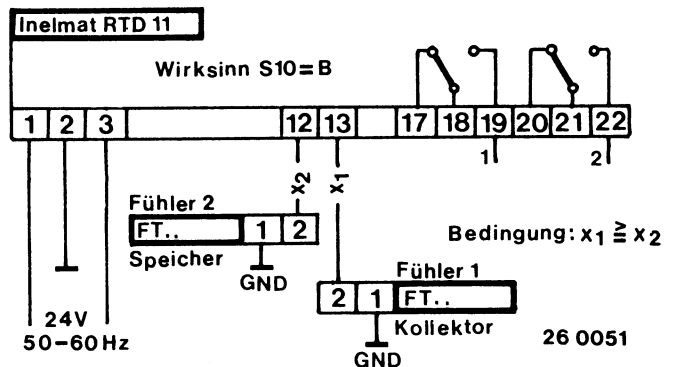 Inelmat RTD 11
Wirksinn S10=B
1 2 3 12 13 17 18 19 20 21 22
1 2
x2 x1
Fühler 2
FT.. 1 2
Speicher
GND
Bedingung: x1 ≧ x2
Fühler 1
2 1 FT..
Kollektor
GND
24V
50-60Hz
26 0051